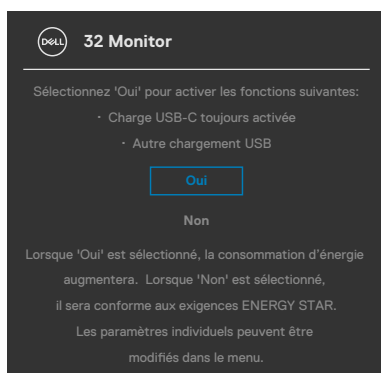 DELL 32 Monitor
Sélectionnez 'Oui' pour activer les fonctions suivantes:
· Charge USB-C toujours activée
· Autre chargement USB
Oui
Non
Lorsque 'Oui' est sélectionné, la consommation d'énergie
augmentera. Lorsque 'Non' est sélectionné,
il sera conforme aux exigences ENERGY STAR.
Les paramètres individuels peuvent être
modifiés dans le menu.